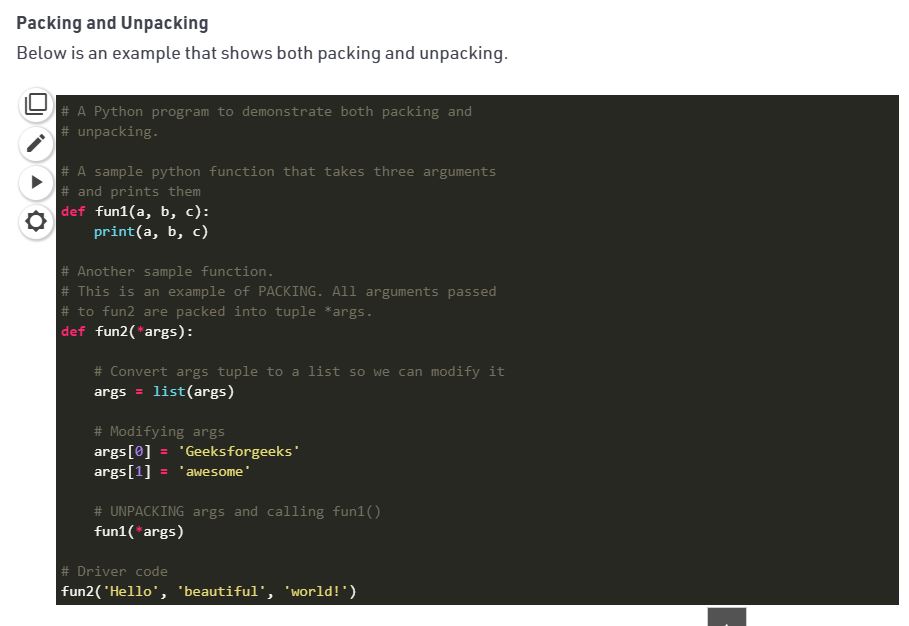 Packing and Unpacking
Below is an example that shows both packing and unpacking.
# A Python program to demonstrate both packing and
# unpacking.
# A sample python function that takes three arguments
# and prints them
def fun1(a, b, c):
    print(a, b, c)
# Another sample function.
# This is an example of PACKING. All arguments passed
# to fun2 are packed into tuple *args.
def fun2(*args):
    # Convert args tuple to a list so we can modify it
    args = list(args)
    # Modifying args
    args[0] = 'Geeksforgeeks'
    args[1] = 'awesome'
    # UNPACKING args and calling fun1()
    fun1(*args)
# Driver code
fun2('Hello', 'beautiful', 'world!')